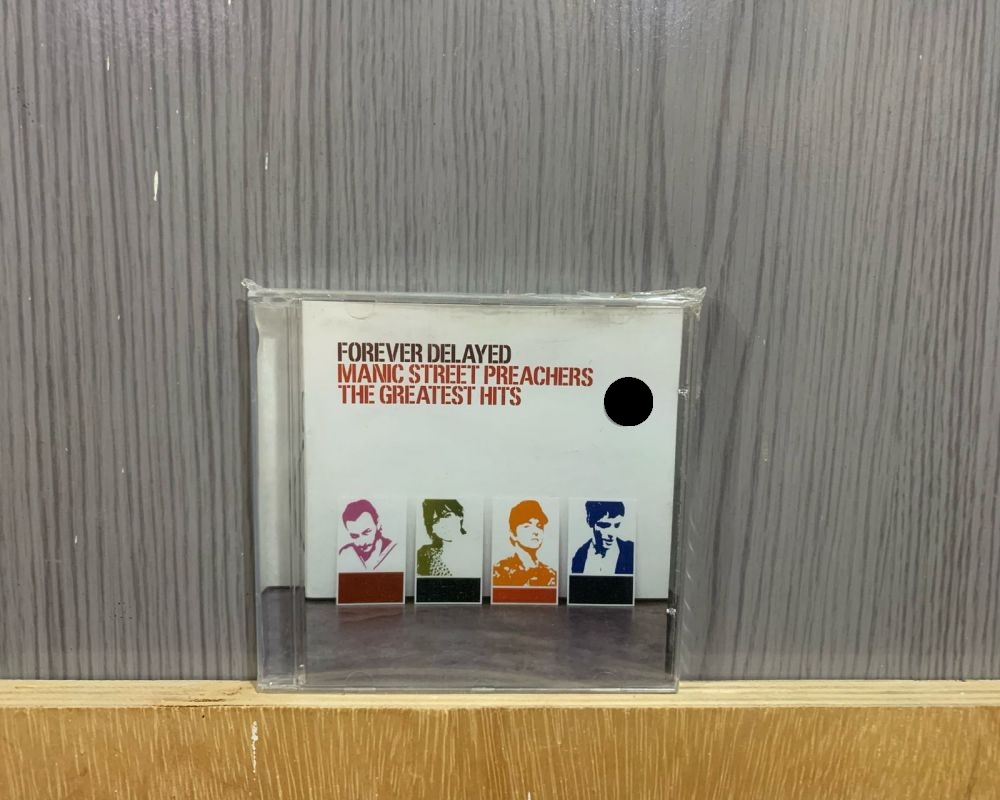 FOREVER DELAYED
MANIC STREET PREACHERS
THE GREATEST HITS